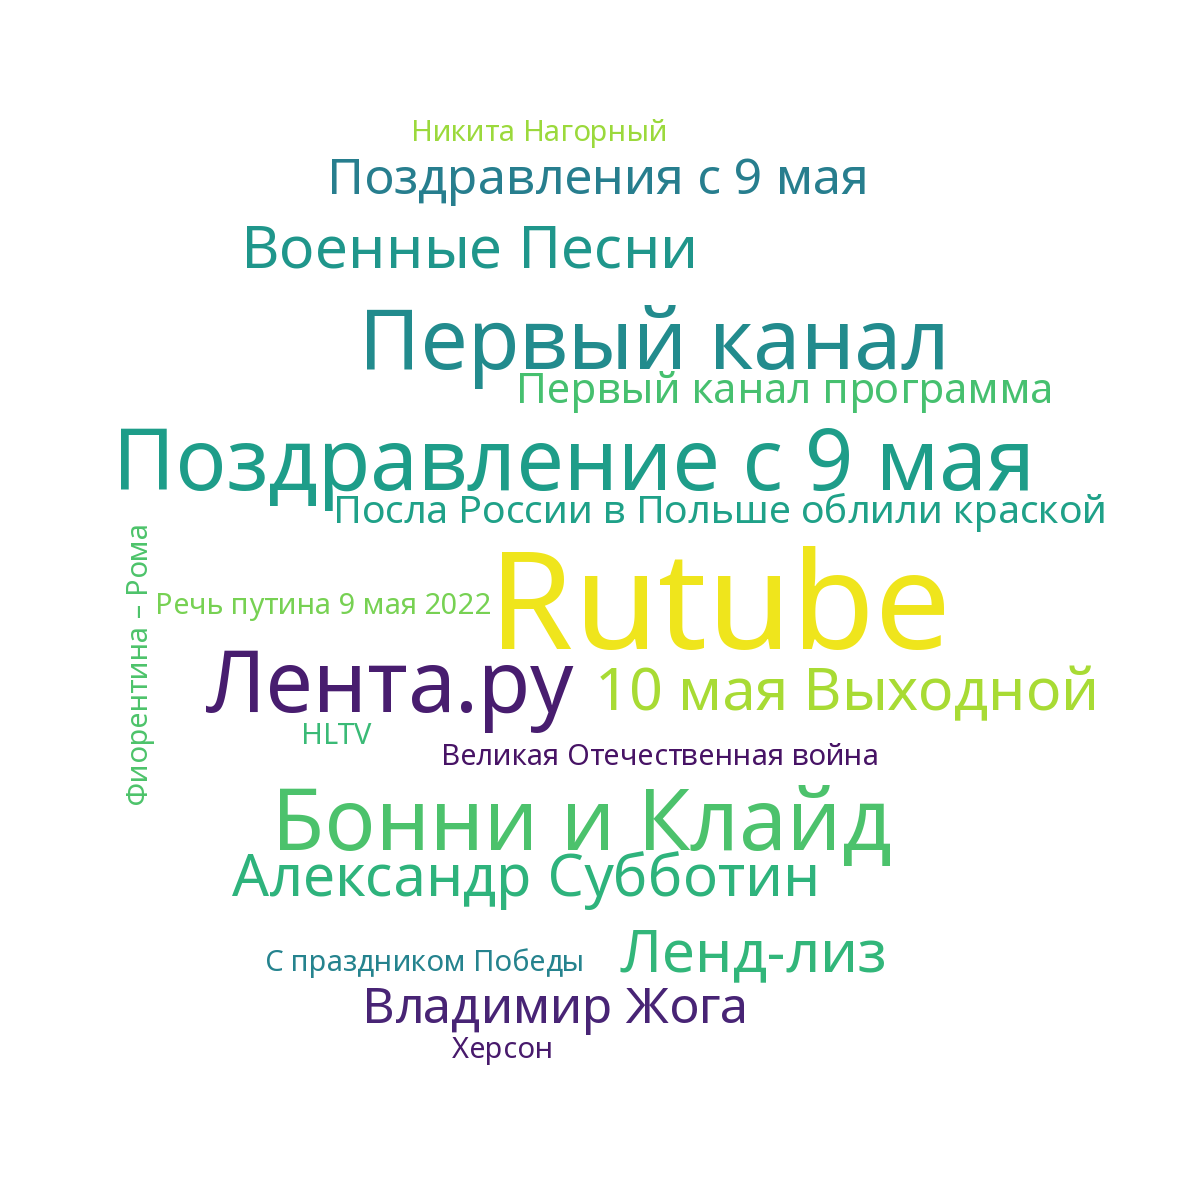 Никита Нагорный
Поздравления с 9 мая
Военные Песни
Первый канал
Первый канал программа
Поздравление с 9 мая
Посла России в Польше облили краской
Фиорентина – Рома
Rutube
Речь путина 9 мая 2022
Лента.ру
10 мая Выходной
HLTV
Великая Отечественная война
Бонни и Клайд
Александр Субботин
Ленд-лиз
С праздником Победы
Владимир Жога
Херсон